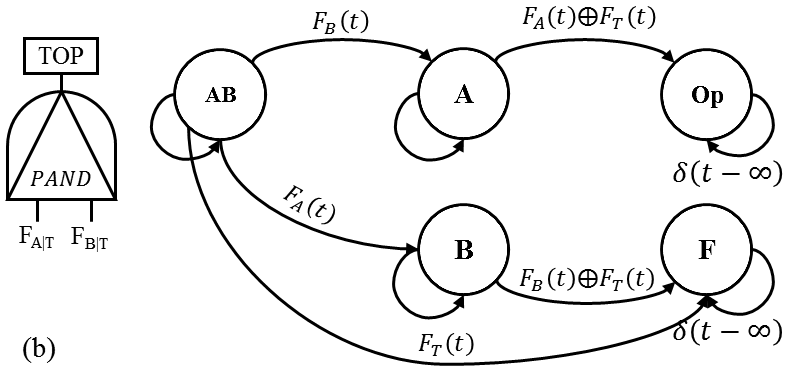 TOP
PAND
F_{A|T} F_{B|T}
(b)
F_B(t)
F_A(t)⊕F_T(t)
AB
A
Op
δ(t − ∞)
F_A(t)
B
F_B(t)⊕F_T(t)
F
δ(t − ∞)
F_T(t)